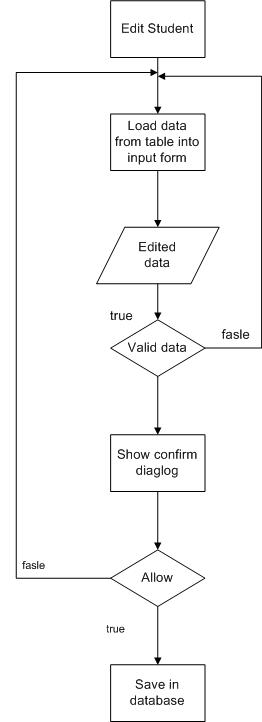 Edit Student
Load data
from table into
input form
Edited
data
true
fasle
Valid data
Show confirm
diaglog
fasle
Allow
true
Save in
database